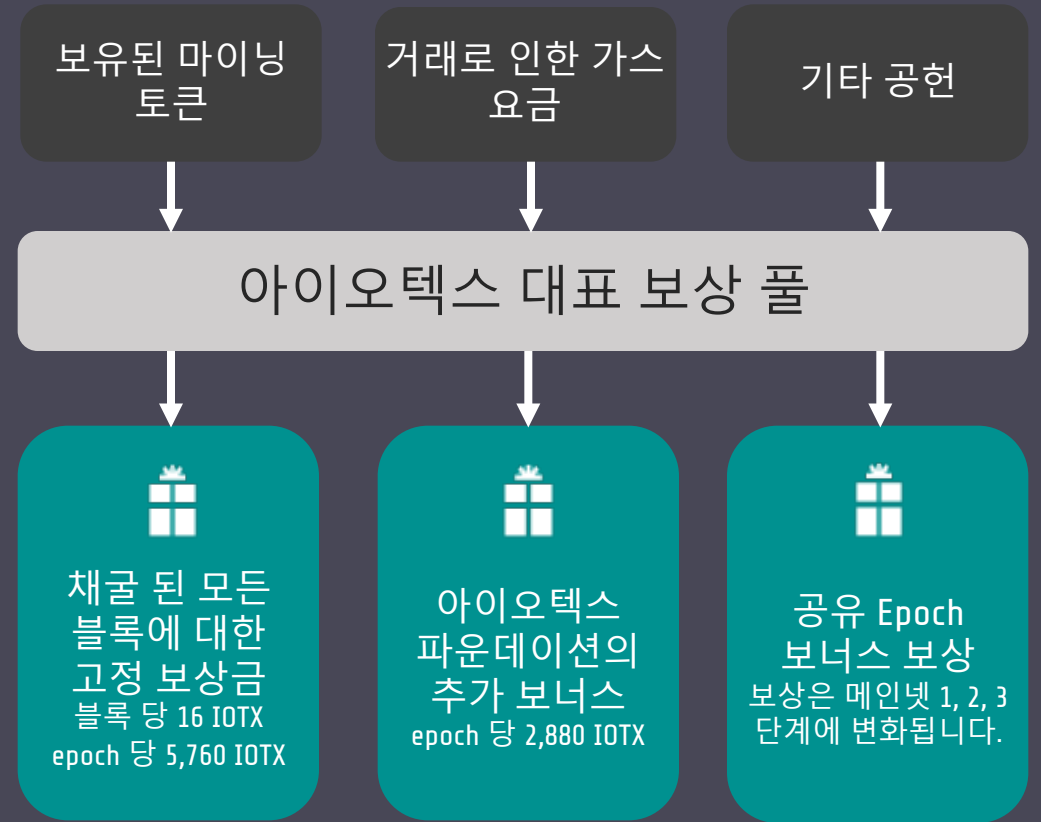 보유된 마이닝
토큰
거래로 인한 가스
요금
기타 공헌
아이오텍스 대표 보상 풀
채굴 된 모든
블록에 대한
고정 보상금
블록 당 16 IOTX
epoch 당 5,760 IOTX
아이오텍스
파운데이션의
추가 보너스
epoch 당 2,880 IOTX
공유 Epoch
보너스 보상
보상은 메인넷 1, 2, 3
단계에 변화됩니다.